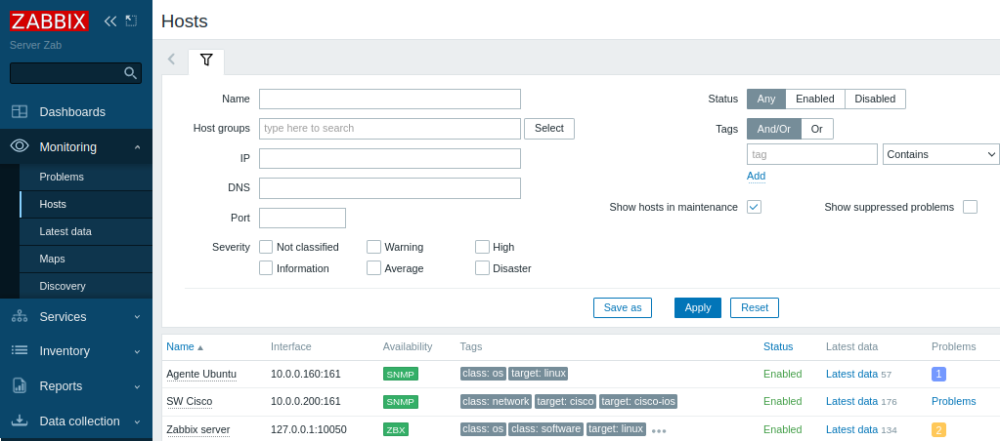 ZABBIX
Server Zab
Dashboards
Monitoring
Problems
Hosts
Latest data
Maps
Discovery
Services
Inventory
Reports
Data collection
Hosts
Name
Host groups type here to search Select
IP
DNS
Port
Severity Not classified Warning High
Information Average Disaster
Status Any Enabled Disabled
Tags And/Or Or
tag Contains
Add
Show hosts in maintenance Show suppressed problems
Save as Apply Reset
Name Interface Availability Tags Status Latest data Problems
Agente Ubuntu 10.0.0.160:161 SNMP class: os target: linux Enabled Latest data 57 1
SW Cisco 10.0.0.200:161 SNMP class: network target: cisco target: cisco-ios Enabled Latest data 176 Problems
Zabbix server 127.0.0.1:10050 ZBX class: os class: software target: linux ••• Enabled Latest data 134 2